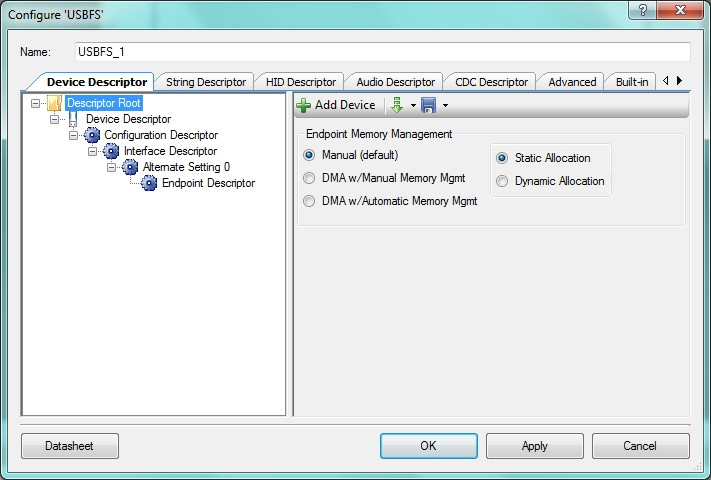 Configure 'USBFS'
Name: USBFS_1
Device Descriptor String Descriptor HID Descriptor Audio Descriptor CDC Descriptor Advanced Built-in
Descriptor Root
Device Descriptor
Configuration Descriptor
Interface Descriptor
Alternate Setting 0
Endpoint Descriptor
Add Device
Endpoint Memory Management
Manual (default)
DMA w/Manual Memory Mgmt
DMA w/Automatic Memory Mgmt
Static Allocation
Dynamic Allocation
Datasheet OK Apply Cancel